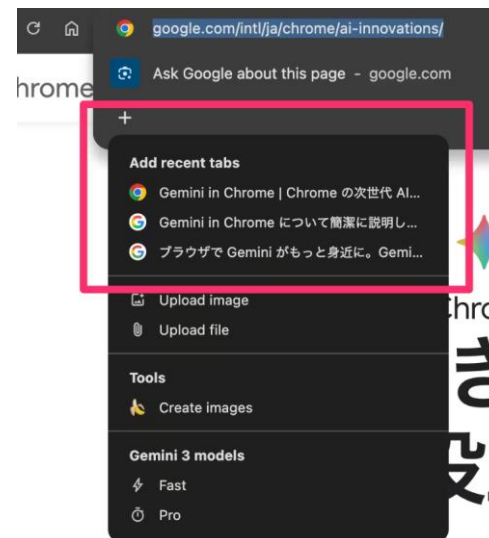 google.com/intl/ja/chrome/ai-innovations/
Ask Google about this page - google.com
hrome
+
Add recent tabs
Gemini in Chrome | Chrome の次世代 AI...
Gemini in Chrome について簡潔に説明し...
ブラウザで Gemini がもっと身近に。Gemi...
Upload image
hro
Upload file
Tools
Create images
Gemini 3 models
Fast
Pro